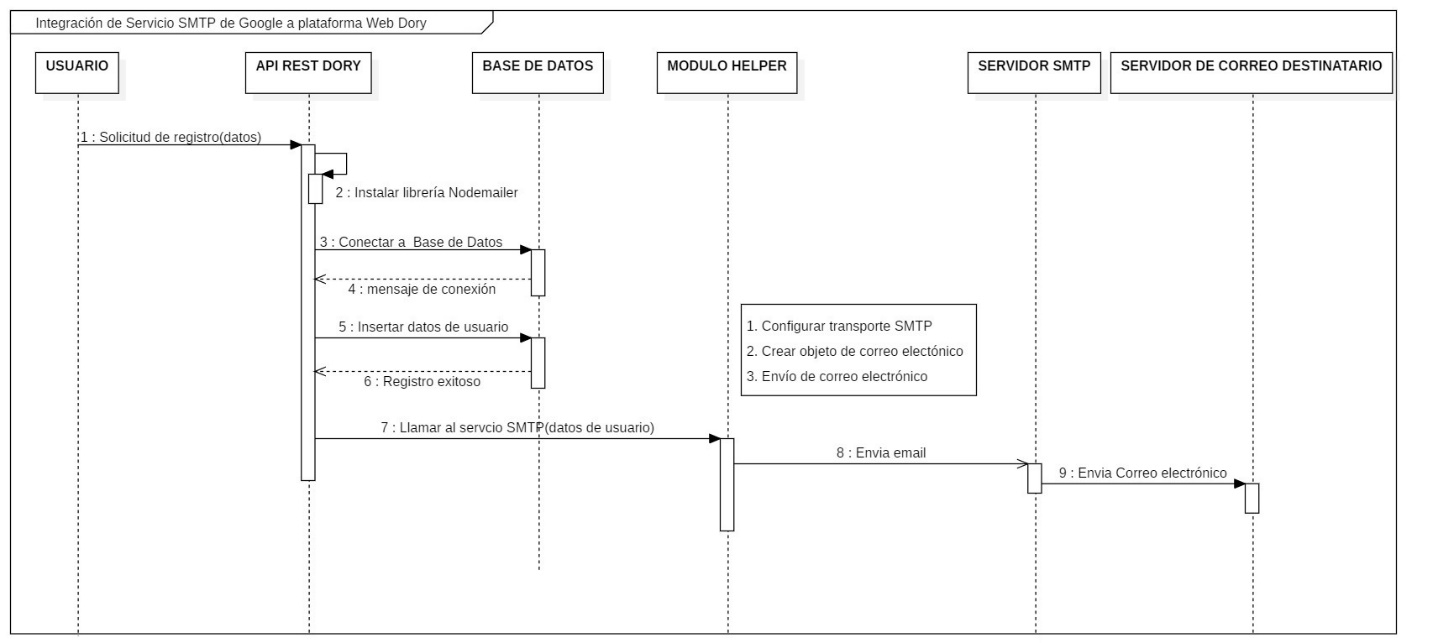 Integración de Servicio SMTP de Google a plataforma Web Dory
USUARIO
API REST DORY
BASE DE DATOS
MODULO HELPER
SERVIDOR SMTP
SERVIDOR DE CORREO DESTINATARIO
1 : Solicitud de registro(datos)
2 : Instalar librería Nodemailer
3 : Conectar a  Base de Datos
4 : mensaje de conexión
1. Configurar transporte SMTP
2. Crear objeto de correo electónico
3. Envío de correo electrónico
5 : Insertar datos de usuario
6 : Registro exitoso
7 : Llamar al servcio SMTP(datos de usuario)
8 : Envia email
9 : Envia Correo electrónico